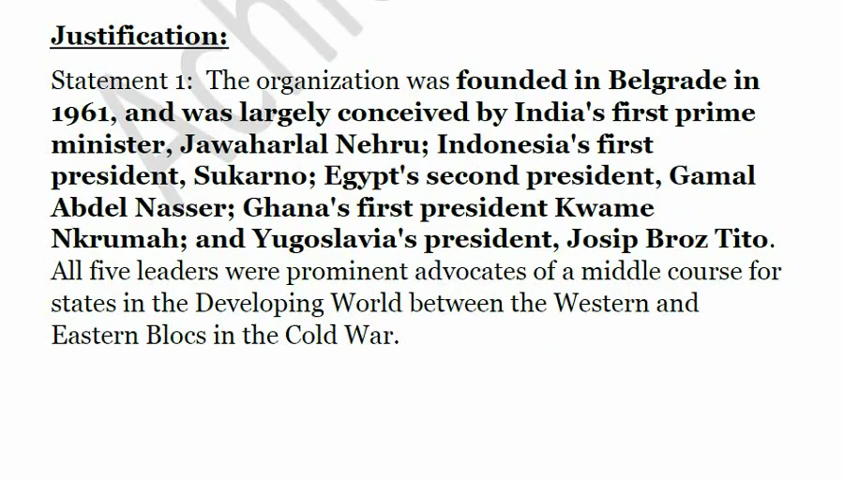 Justification:
Statement 1:  The organization was founded in Belgrade in
1961, and was largely conceived by India's first prime
minister, Jawaharlal Nehru; Indonesia's first
president, Sukarno; Egypt's second president, Gamal
Abdel Nasser; Ghana's first president Kwame
Nkrumah; and Yugoslavia's president, Josip Broz Tito.
All five leaders were prominent advocates of a middle course for
states in the Developing World between the Western and
Eastern Blocs in the Cold War.